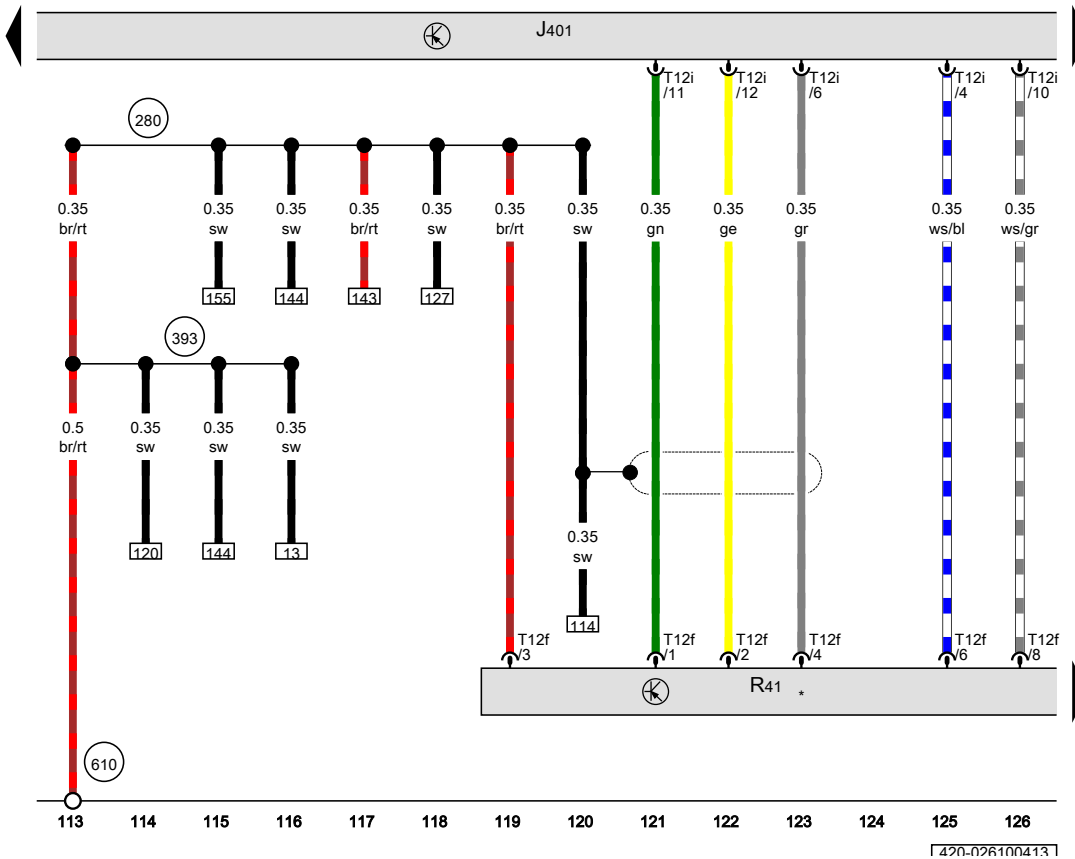 J401
T12i /11
T12i /12
T12i /6
T12i /4
T12i /10
280
0.35 br/rt
0.35 sw
0.35 sw
0.35 br/rt
0.35 sw
0.35 br/rt
0.35 sw
0.35 gn
0.35 ge
0.35 gr
0.35 ws/bl
0.35 ws/gr
155
144
143
127
393
0.5 br/rt
0.35 sw
0.35 sw
0.35 sw
0.35 sw
120
144
13
114
T12f /3
T12f /1
T12f /2
T12f /4
T12f /6
T12f /8
R41 *
610
113 114 115 116 117 118 119 120 121 122 123 124 125 126
420-026100413